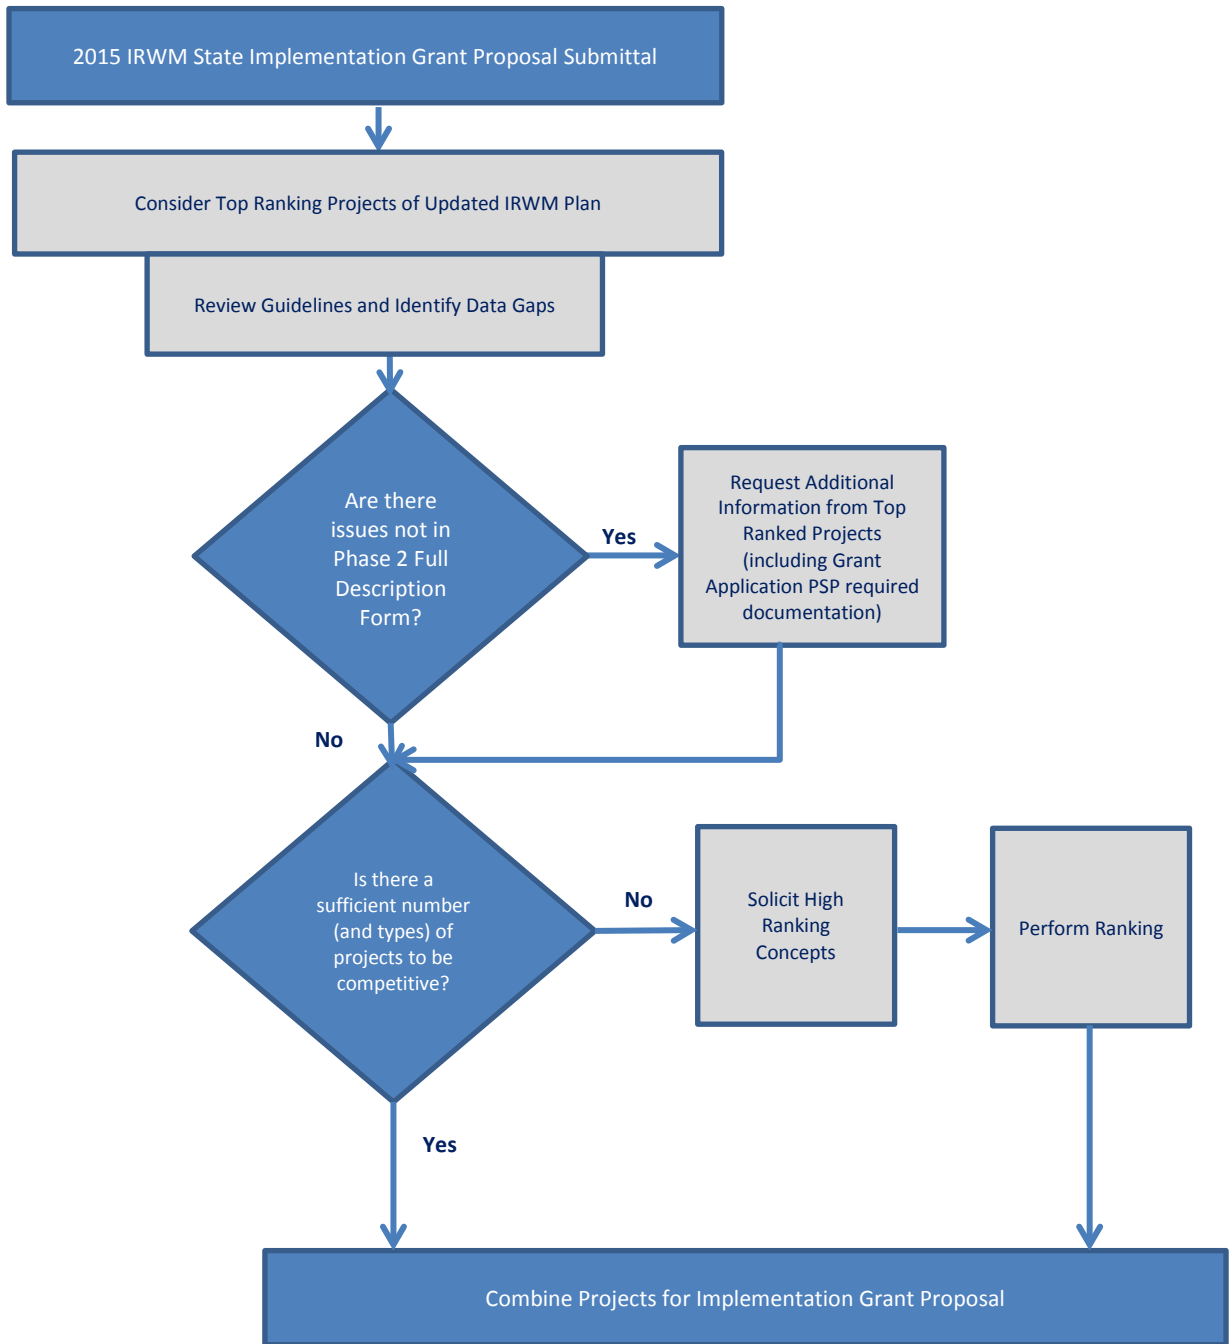 2015 IRWM State Implementation Grant Proposal Submittal
Consider Top Ranking Projects of Updated IRWM Plan
Review Guidelines and Identify Data Gaps
Are there
issues not in
Phase 2 Full
Description
Form?
Yes
Request Additional
Information from Top
Ranked Projects
(including Grant
Application PSP required
documentation)
No
Is there a
sufficient number
(and types) of
projects to be
competitive?
No
Solicit High
Ranking
Concepts
Perform Ranking
Yes
Combine Projects for Implementation Grant Proposal